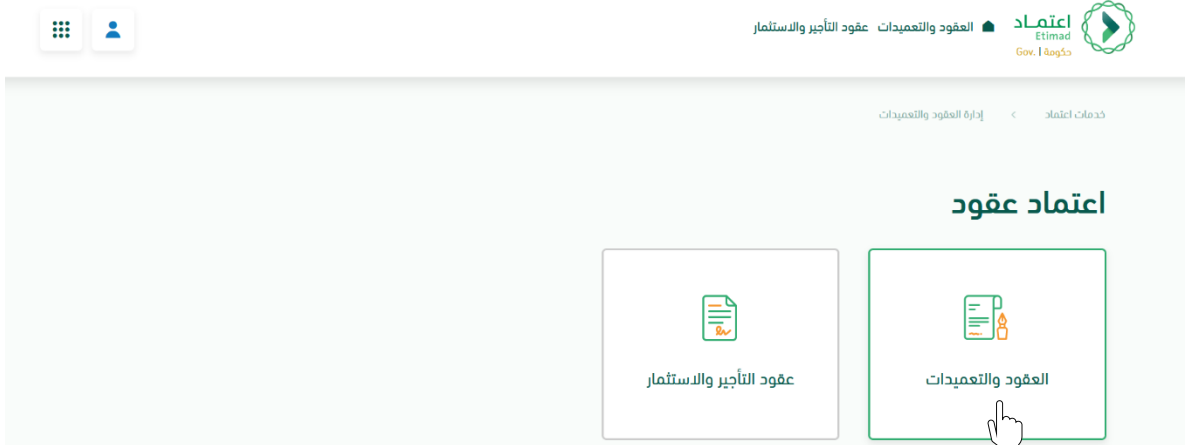 اعتماد
Etimad
حكومة | Gov.
العقود والتعميدات عقود التأجير والاستثمار
خدمات اعتماد > إدارة العقود والتعميدات
اعتماد عقود
العقود والتعميدات
عقود التأجير والاستثمار